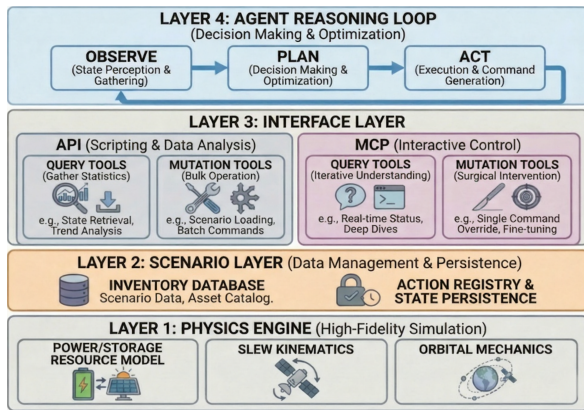 LAYER 4: AGENT REASONING LOOP
(Decision Making & Optimization)
OBSERVE
(State Perception &
Gathering)
PLAN
(Decision Making &
Optimization)
ACT
(Execution & Command
Generation)
LAYER 3: INTERFACE LAYER
API (Scripting & Data Analysis)
QUERY TOOLS
(Gather Statistics)
e.g., State Retrieval,
Trend Analysis
MUTATION TOOLS
(Bulk Operation)
e.g., Scenario Loading,
Batch Commands
MCP (Interactive Control)
QUERY TOOLS
(Iterative Understanding)
e.g., Real-time Status,
Deep Dives
MUTATION TOOLS
(Surgical Intervention)
e.g., Single Command
Override, Fine-tuning
LAYER 2: SCENARIO LAYER (Data Management & Persistence)
INVENTORY DATABASE
Scenario Data, Asset Catalog.
ACTION REGISTRY &
STATE PERSISTENCE
LAYER 1: PHYSICS ENGINE (High-Fidelity Simulation)
POWER/STORAGE
RESOURCE MODEL
SLEW KINEMATICS
ORBITAL MECHANICS